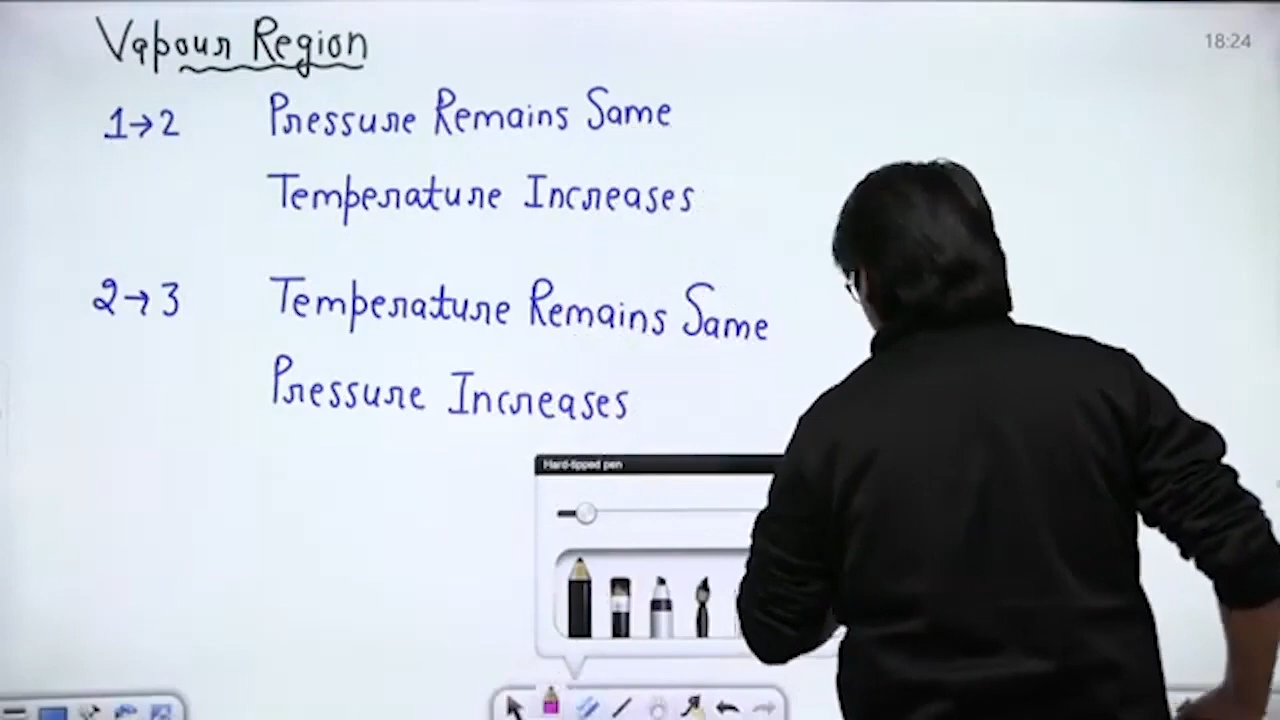 Vapour Region
18:24
1→2 Pressure Remains Same
Temperature Increases
2→3 Temperature Remains Same
Pressure Increases
Hard-tipped pen